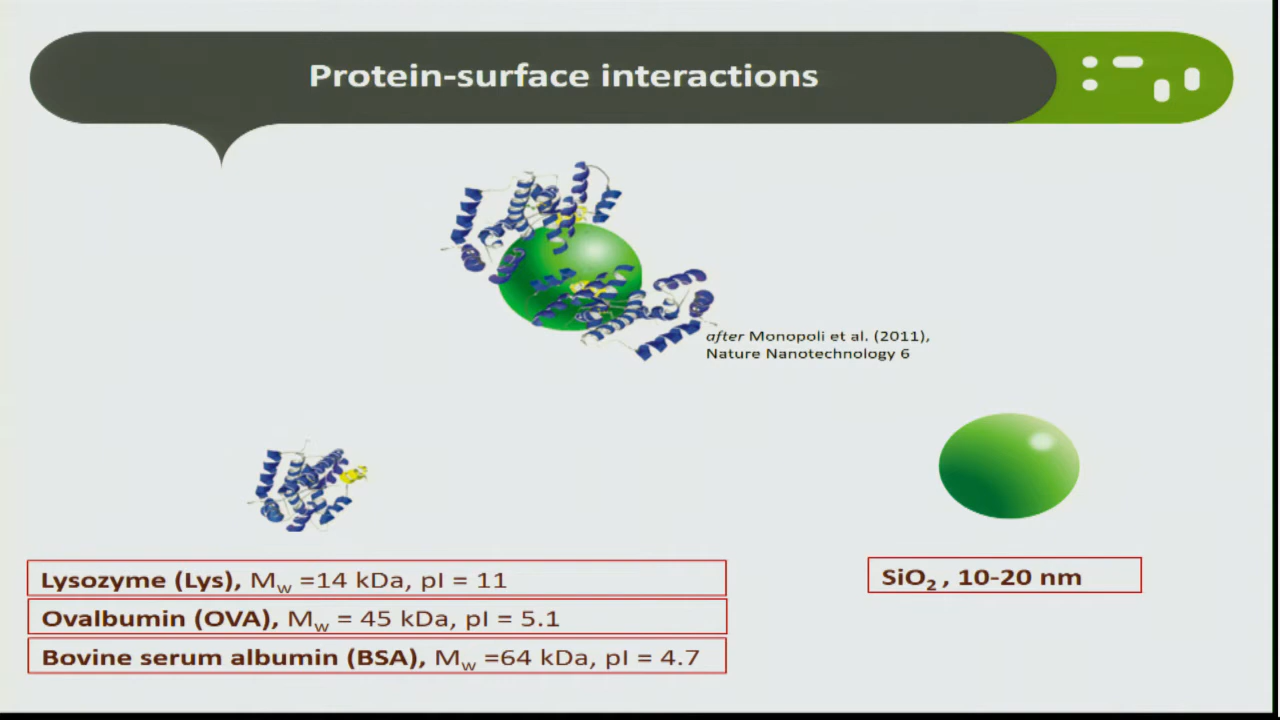 Protein-surface interactions
after Monopoli et al. (2011),
Nature Nanotechnology 6
Lysozyme (Lys), Mw =14 kDa, pI = 11
Ovalbumin (OVA), Mw = 45 kDa, pI = 5.1
Bovine serum albumin (BSA), Mw =64 kDa, pI = 4.7
SiO2 , 10-20 nm